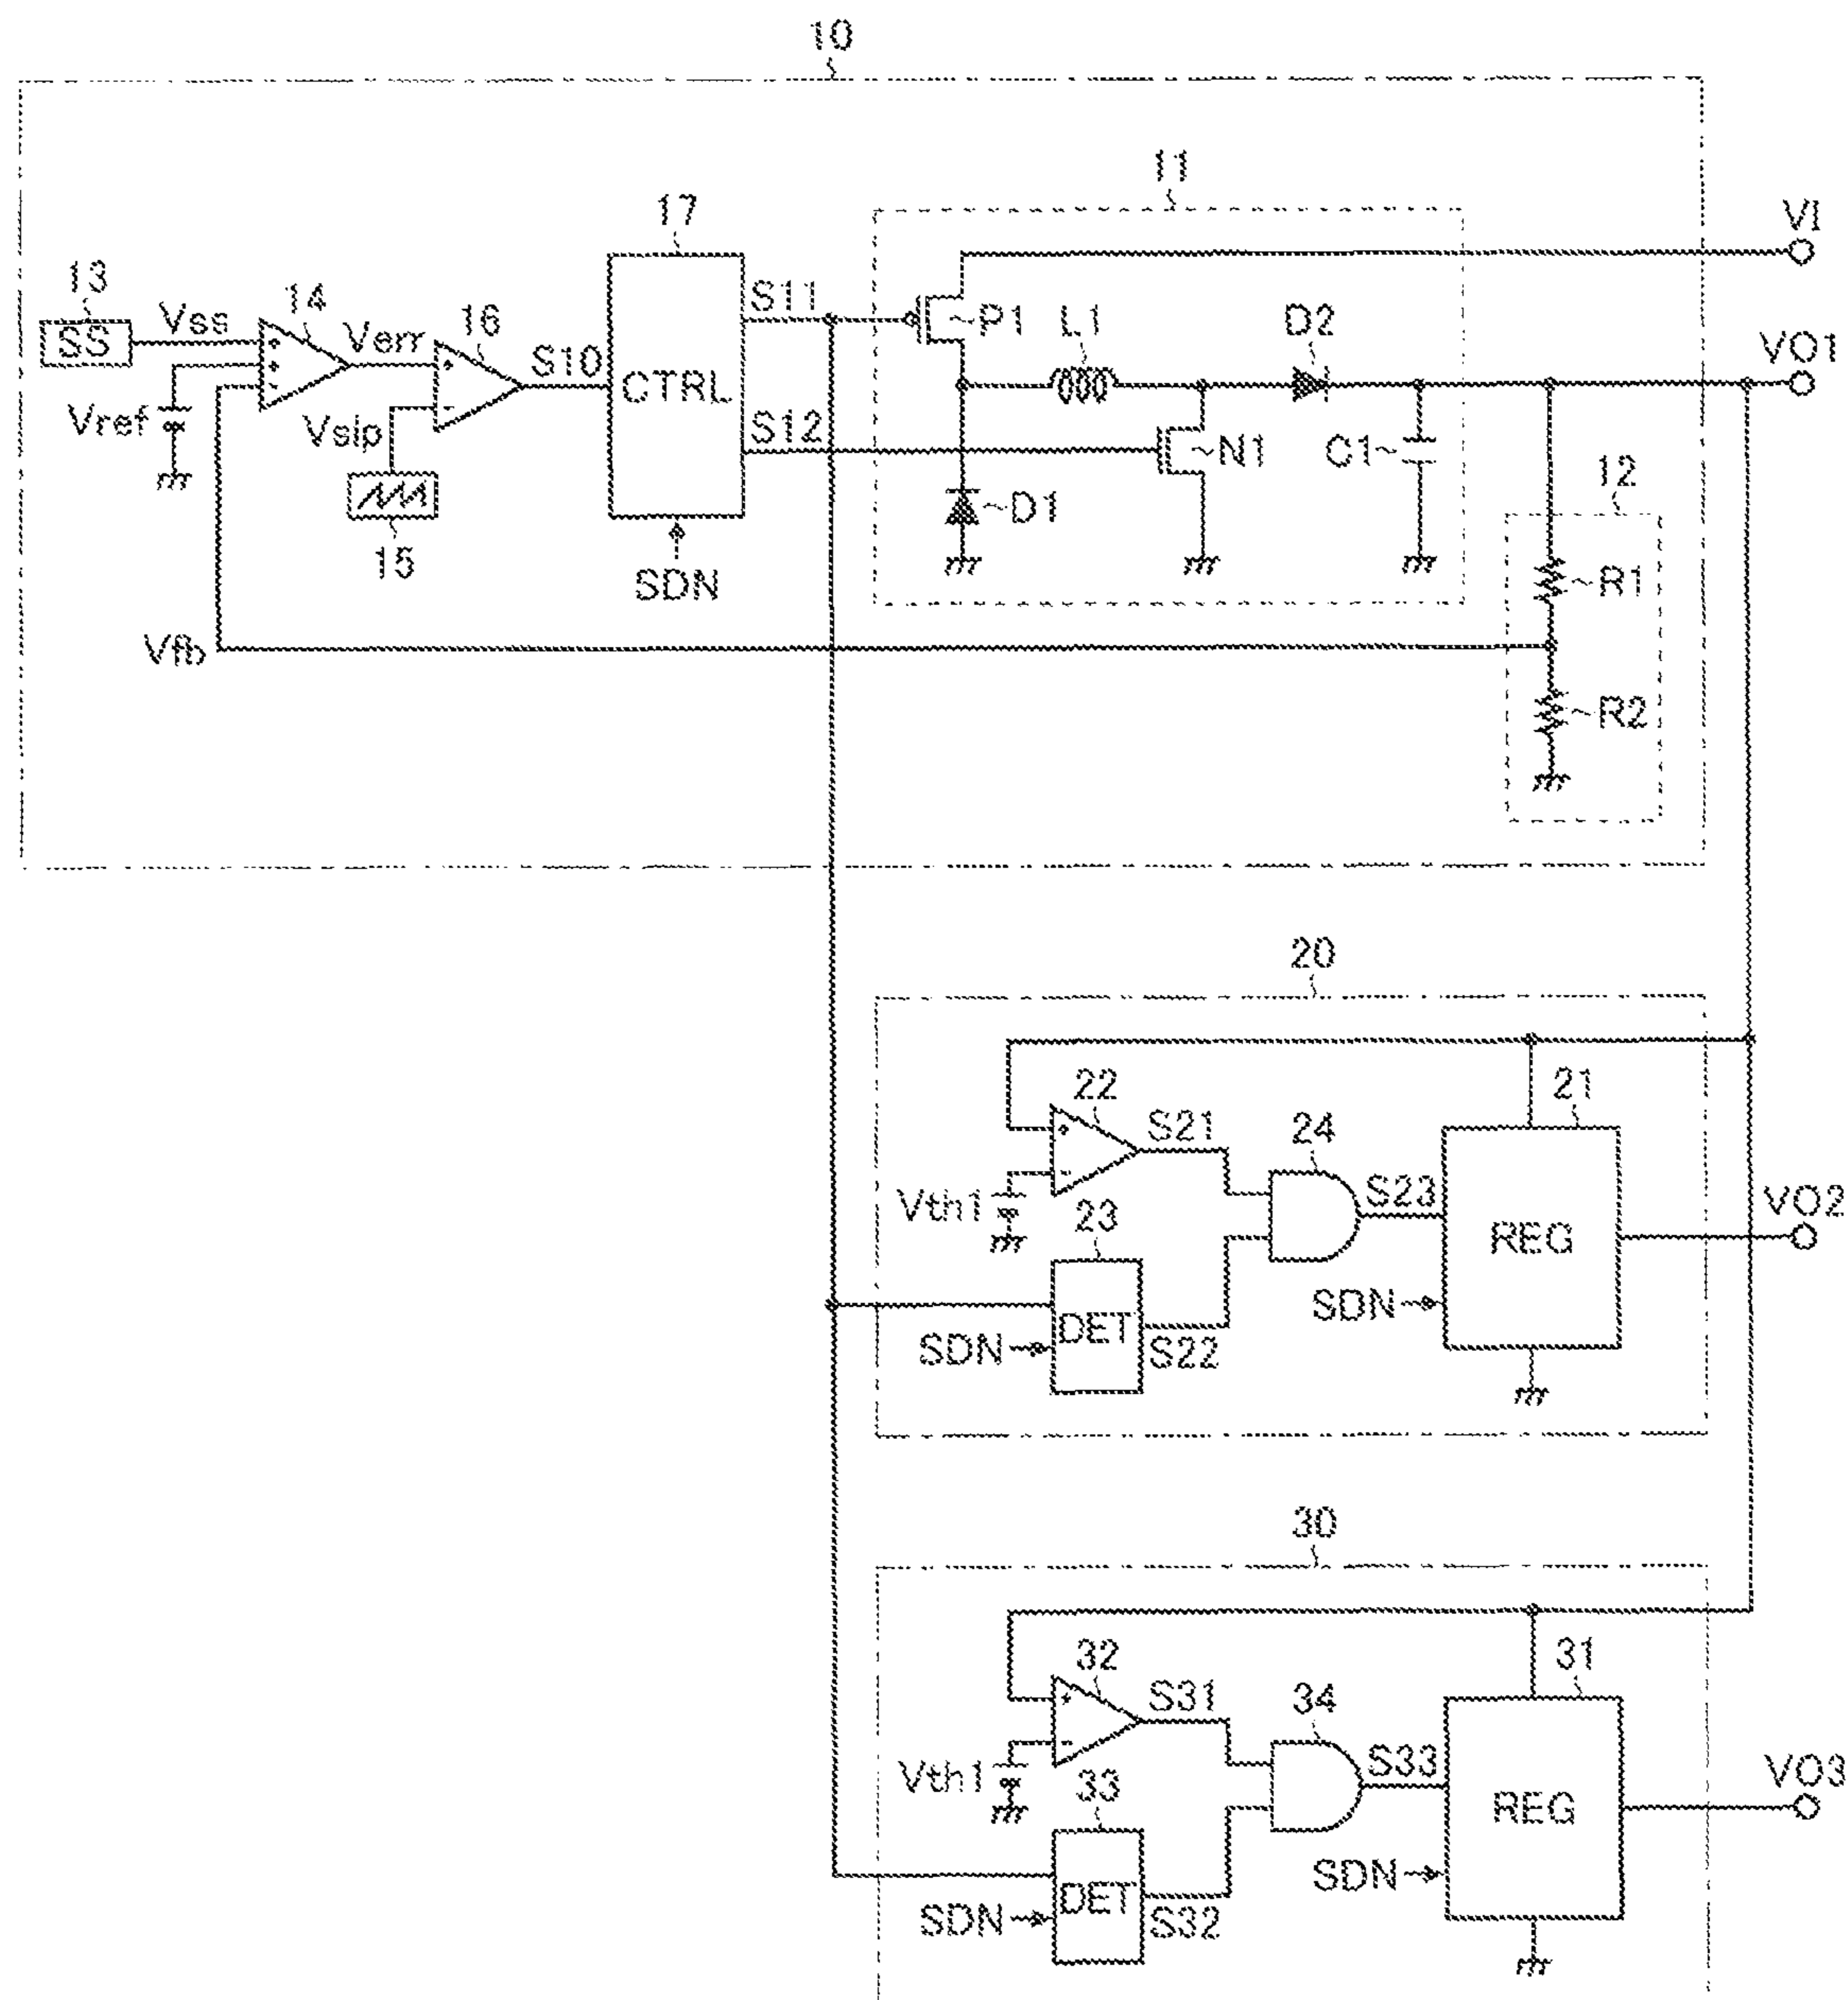 10
11
17
VI
13
Vss
14
Verr
16
S10
S11
SS
P1
L1
D2
VO1
CTRL
Vref
Vslp
S12
N1
C1
12
D1
15
SDN
R1
Vfb
R2
20
22
S21
24
21
Vth1
23
S23
REG
VO2
DET
SDN
SDN
S22
30
32
S31
34
31
Vth1
33
S33
REG
VO3
DET
SDN
SDN
S32